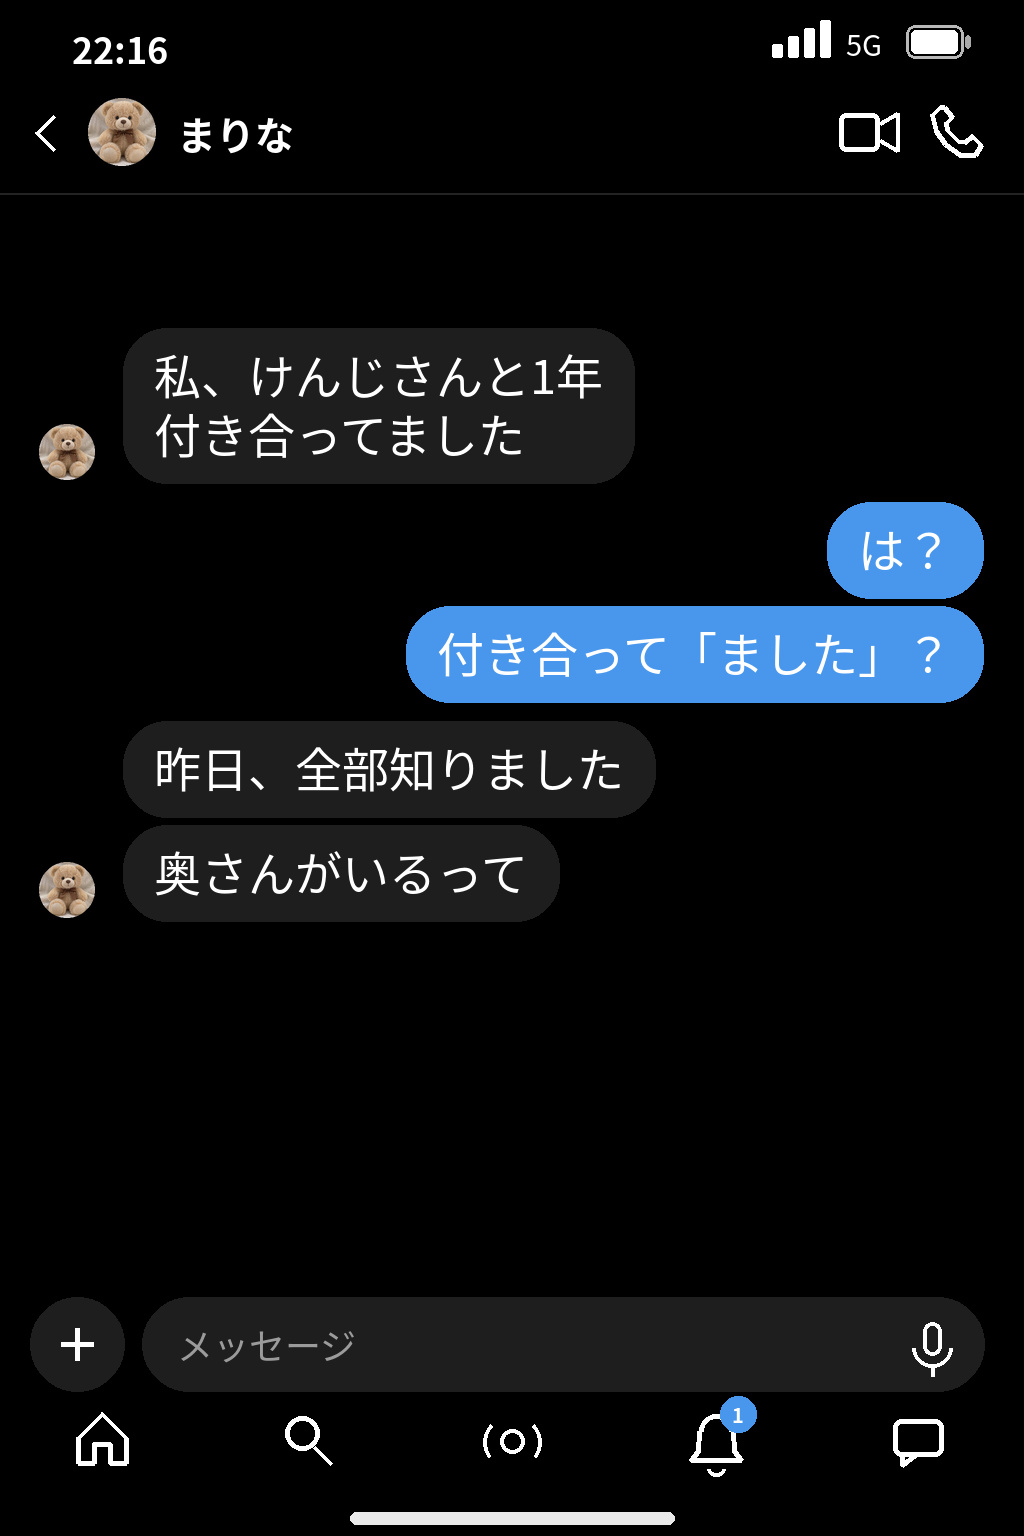 22:16
5G
まりな
私、けんじさんと1年
付き合ってました
は？
付き合って「ました」？
昨日、全部知りました
奥さんがいるって
メッセージ
1